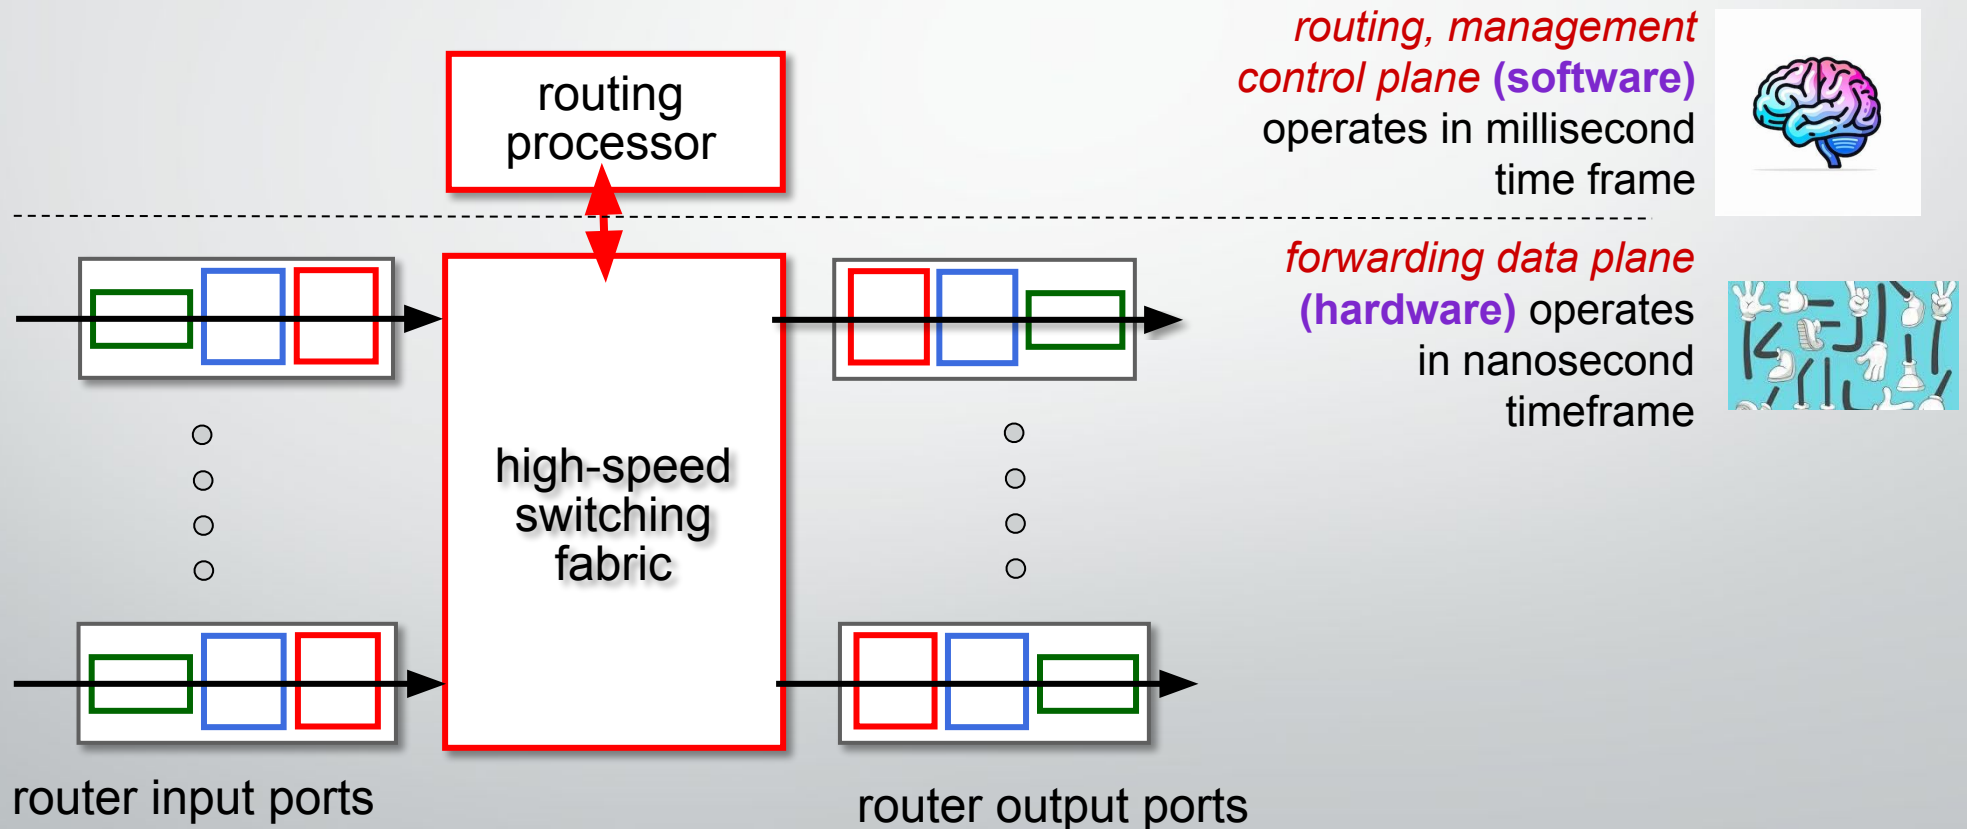 routing, management
control plane (software)
operates in millisecond
time frame
routing
processor
forwarding data plane
(hardware) operates
in nanosecond
timeframe
high-speed
switching
fabric
router input ports
router output ports